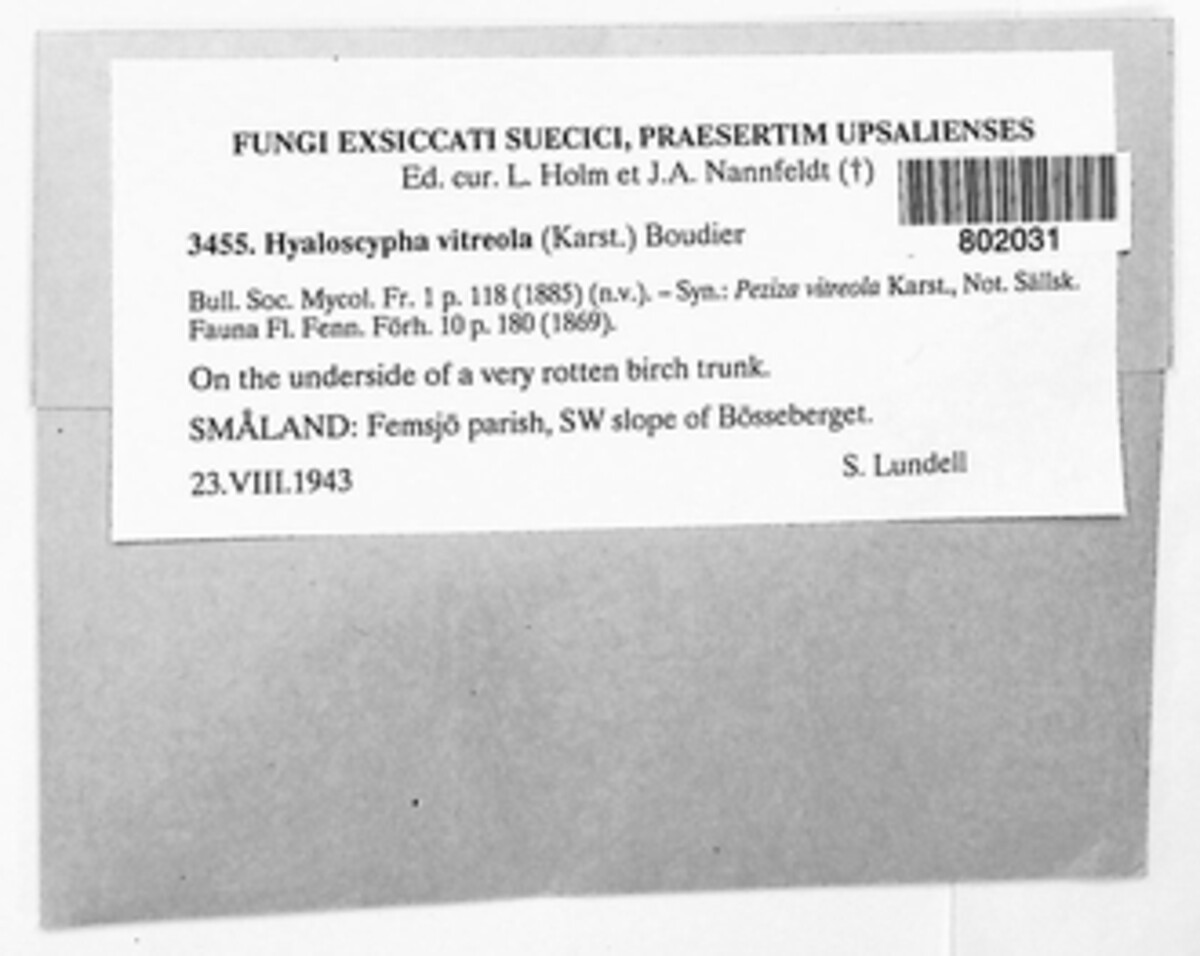 FUNGI EXSICCATI SUECICI, PRAESERTIM UPSALIENSES
Ed. cur. L. Holm et J.A. Nannfeldt (†)
802031
3455. Hyaloscypha vitreola (Karst.) Boudier
Bull. Soc. Mycol. Fr. 1 p. 118 (1885) (n.v.). – Syn.: Peziza vitreola Karst., Not. Sällsk.
Fauna Fl. Fenn. Förh. 10 p. 180 (1869).
On the underside of a very rotten birch trunk.
SMÅLAND: Femsjö parish, SW slope of Bösseberget.
23.VIII.1943
S. Lundell